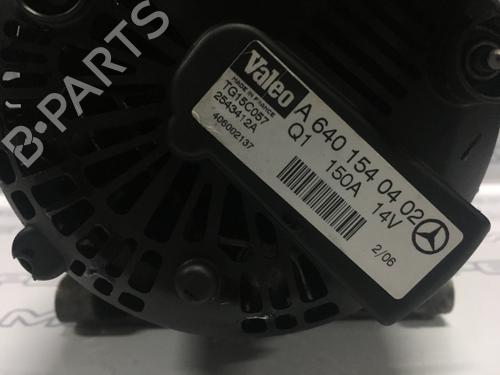 Valeo
MADE IN FRANCE
TG15C057
2543412A
406002137
A 640 154 04 02
Q1 150A 14V
2/06
B-PARTS